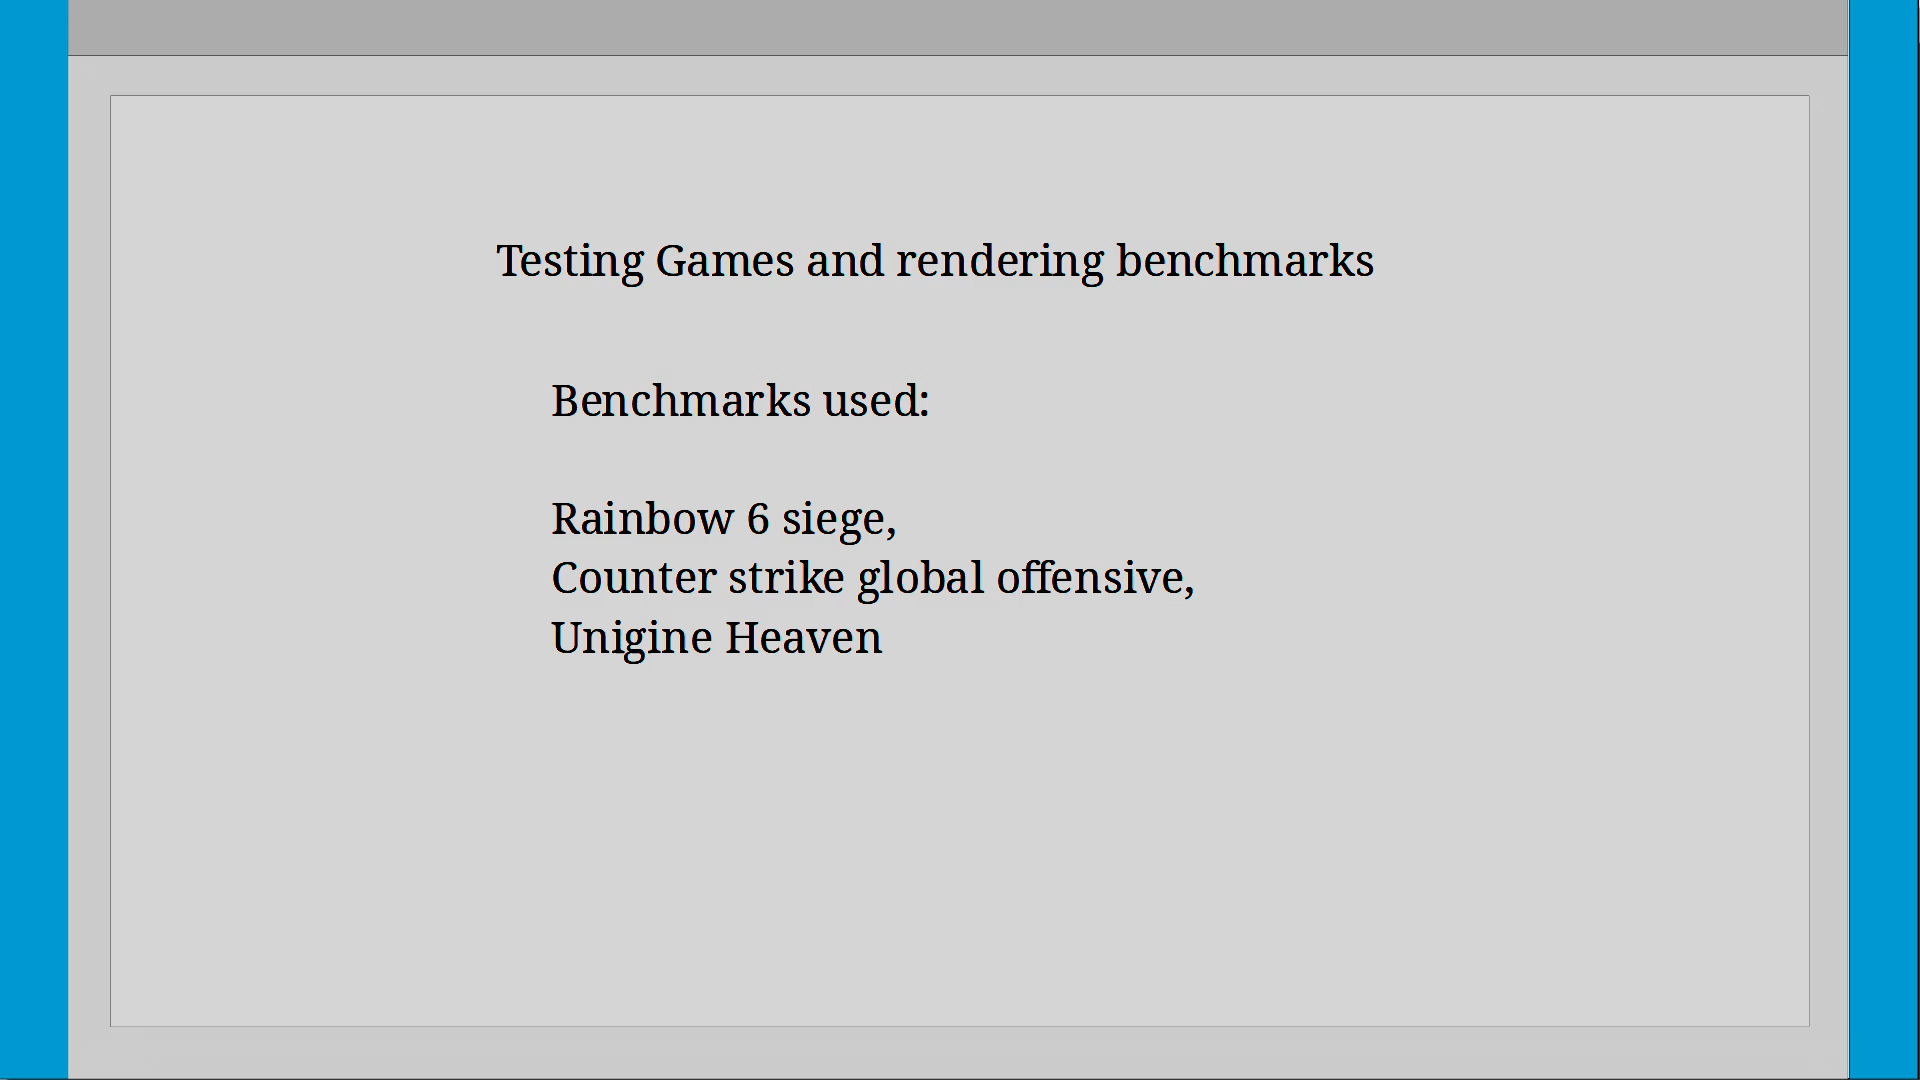 Testing Games and rendering benchmarks
Benchmarks used:
Rainbow 6 siege,
Counter strike global offensive,
Unigine Heaven